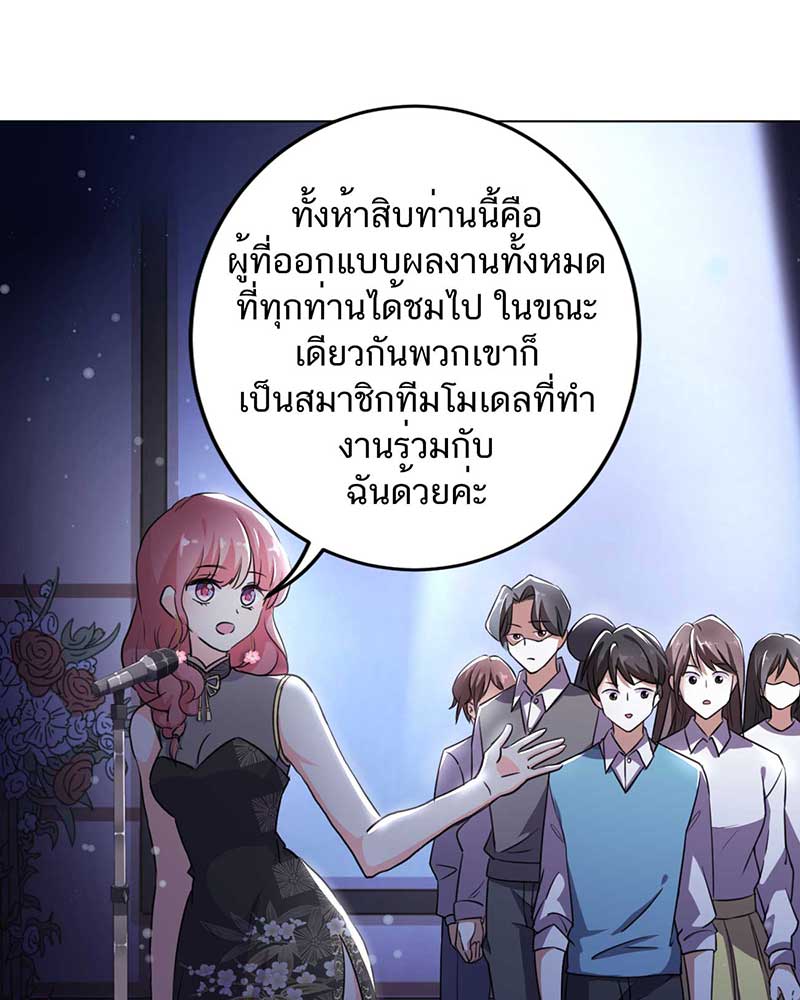 ทั้งห้าสิบท่านนี้คือ
ผู้ที่ออกแบบผลงานทั้งหมด
ที่ทุกท่านได้ชมไป ในขณะ
เดียวกันพวกเขาก็
เป็นสมาชิกทีมโมเดลที่ทำ
งานร่วมกับ
ฉันด้วยค่ะ